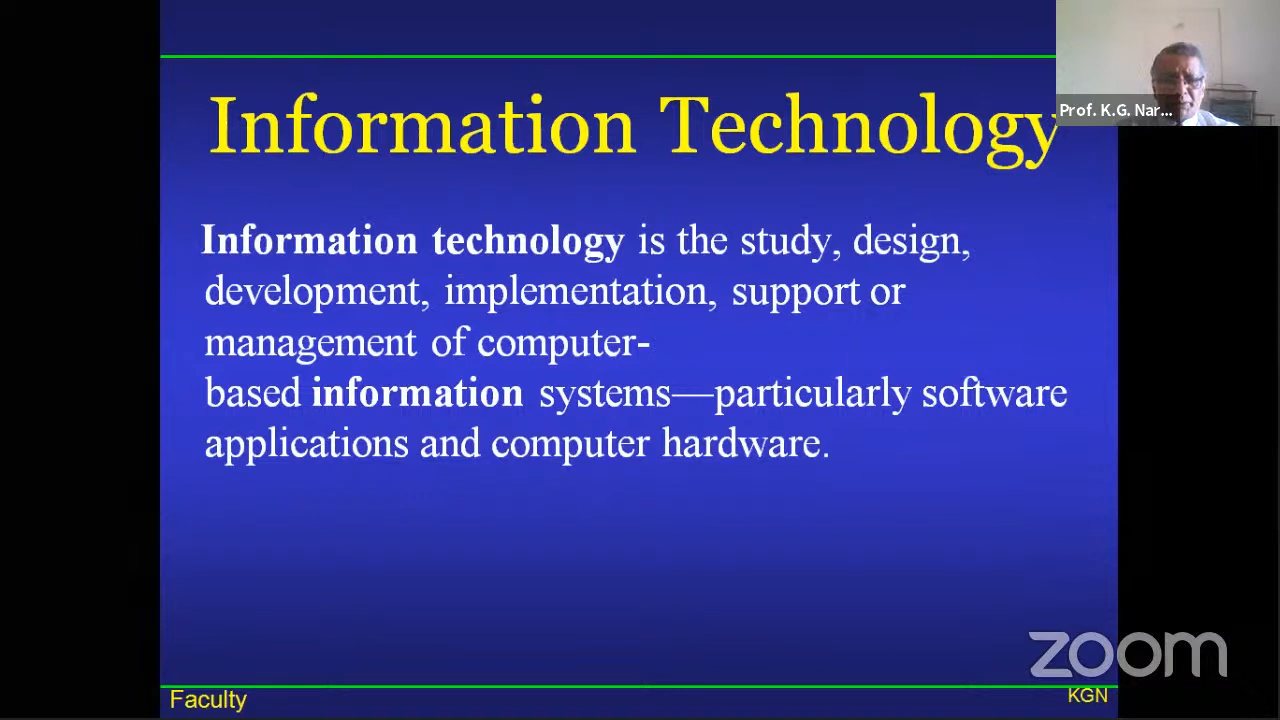 Information Technology
Prof. K.G. Nar...
Information technology is the study, design,
development, implementation, support or
management of computer-
based information systems—particularly software
applications and computer hardware.
zoom
Faculty
KGN